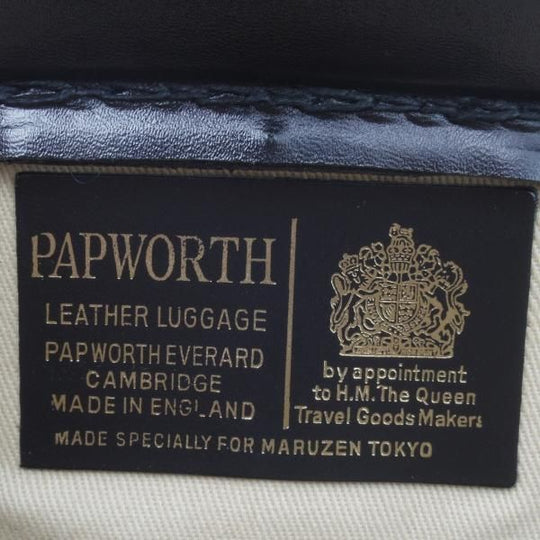 PAPWORTH
LEATHER LUGGAGE
PAPWORTH EVERARD
CAMBRIDGE
MADE IN ENGLAND
by appointment
to H.M. The Queen
Travel Goods Makers
MADE SPECIALLY FOR MARUZEN TOKYO